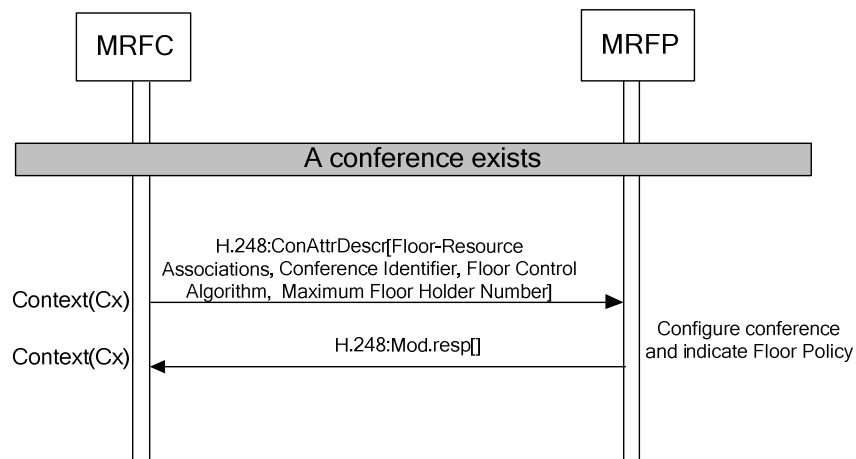 MRFC
MRFP
A conference exists
H.248:ConAttrDescr[Floor-Resource
Associations, Conference Identifier, Floor Control
Algorithm, Maximum Floor Holder Number]
Context(Cx)
Configure conference
and indicate Floor Policy
H.248:Mod.resp[]
Context(Cx)